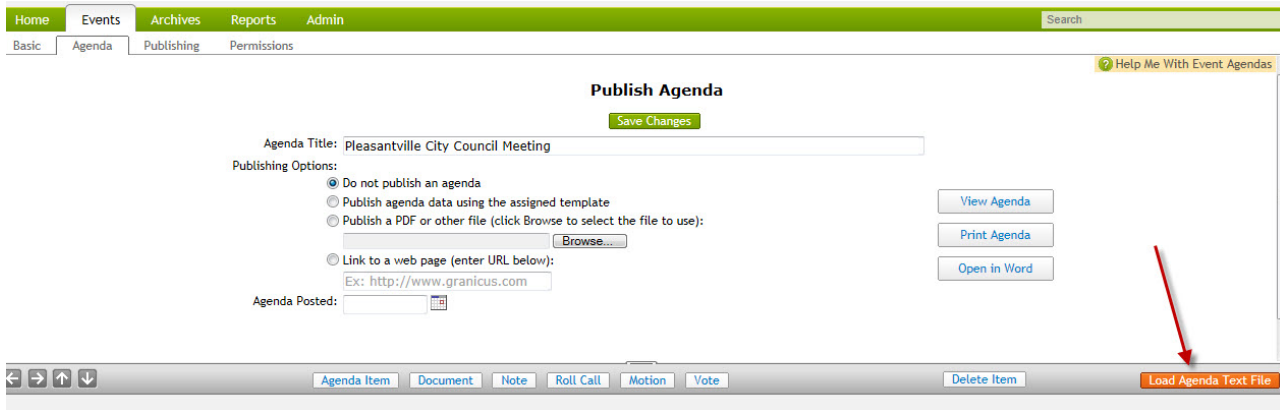 Home Events Archives Reports Admin Search
Basic Agenda Publishing Permissions
Help Me With Event Agendas
Publish Agenda
Save Changes
Agenda Title: Pleasantville City Council Meeting
Publishing Options:
Do not publish an agenda
Publish agenda data using the assigned template View Agenda
Publish a PDF or other file (click Browse to select the file to use):
Browse... Print Agenda
Link to a web page (enter URL below): Open in Word
Ex: http://www.granicus.com
Agenda Posted:
Agenda Item Document Note Roll Call Motion Vote Delete Item Load Agenda Text File